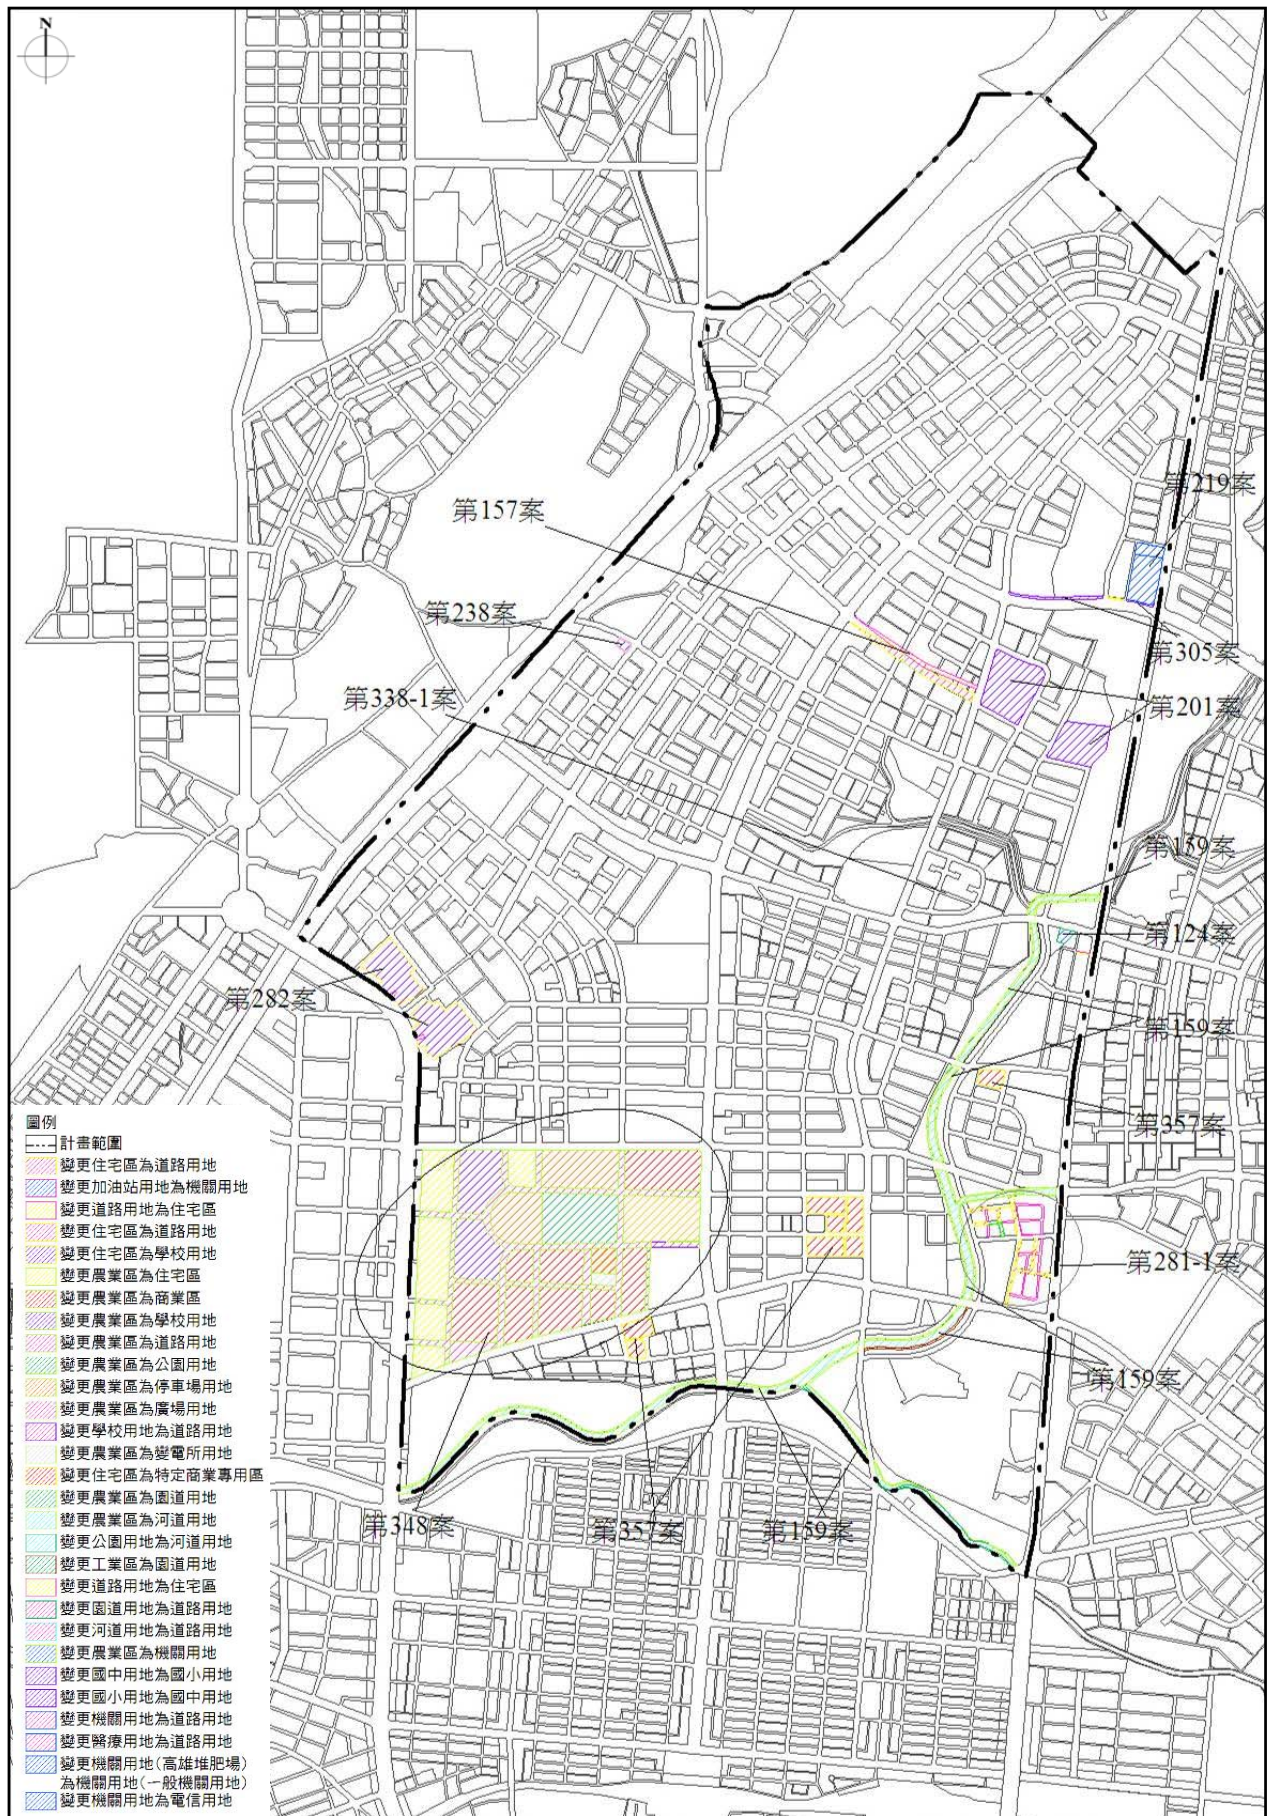 N
第219案
第157案
第238案
第305案
第338-1案
第201案
第159案
第124案
第282案
第159案
第357案
第281-1案
第159案
第348案
第357案
第159案
圖例
計畫範圍
變更住宅區為道路用地
變更加油站用地為機關用地
變更道路用地為住宅區
變更住宅區為道路用地
變更住宅區為學校用地
變更農業區為住宅區
變更農業區為商業區
變更農業區為學校用地
變更農業區為道路用地
變更農業區為公園用地
變更農業區為停車場用地
變更農業區為廣場用地
變更學校用地為道路用地
變更農業區為變電所用地
變更住宅區為特定商業專用區
變更農業區為園道用地
變更農業區為河道用地
變更公園用地為河道用地
變更工業區為園道用地
變更道路用地為住宅區
變更園道用地為道路用地
變更河道用地為道路用地
變更農業區為機關用地
變更國中用地為國小用地
變更國小用地為國中用地
變更機關用地為道路用地
變更醫療用地為道路用地
變更機關用地(高雄堆肥場)
為機關用地(一般機關用地)
變更機關用地為電信用地